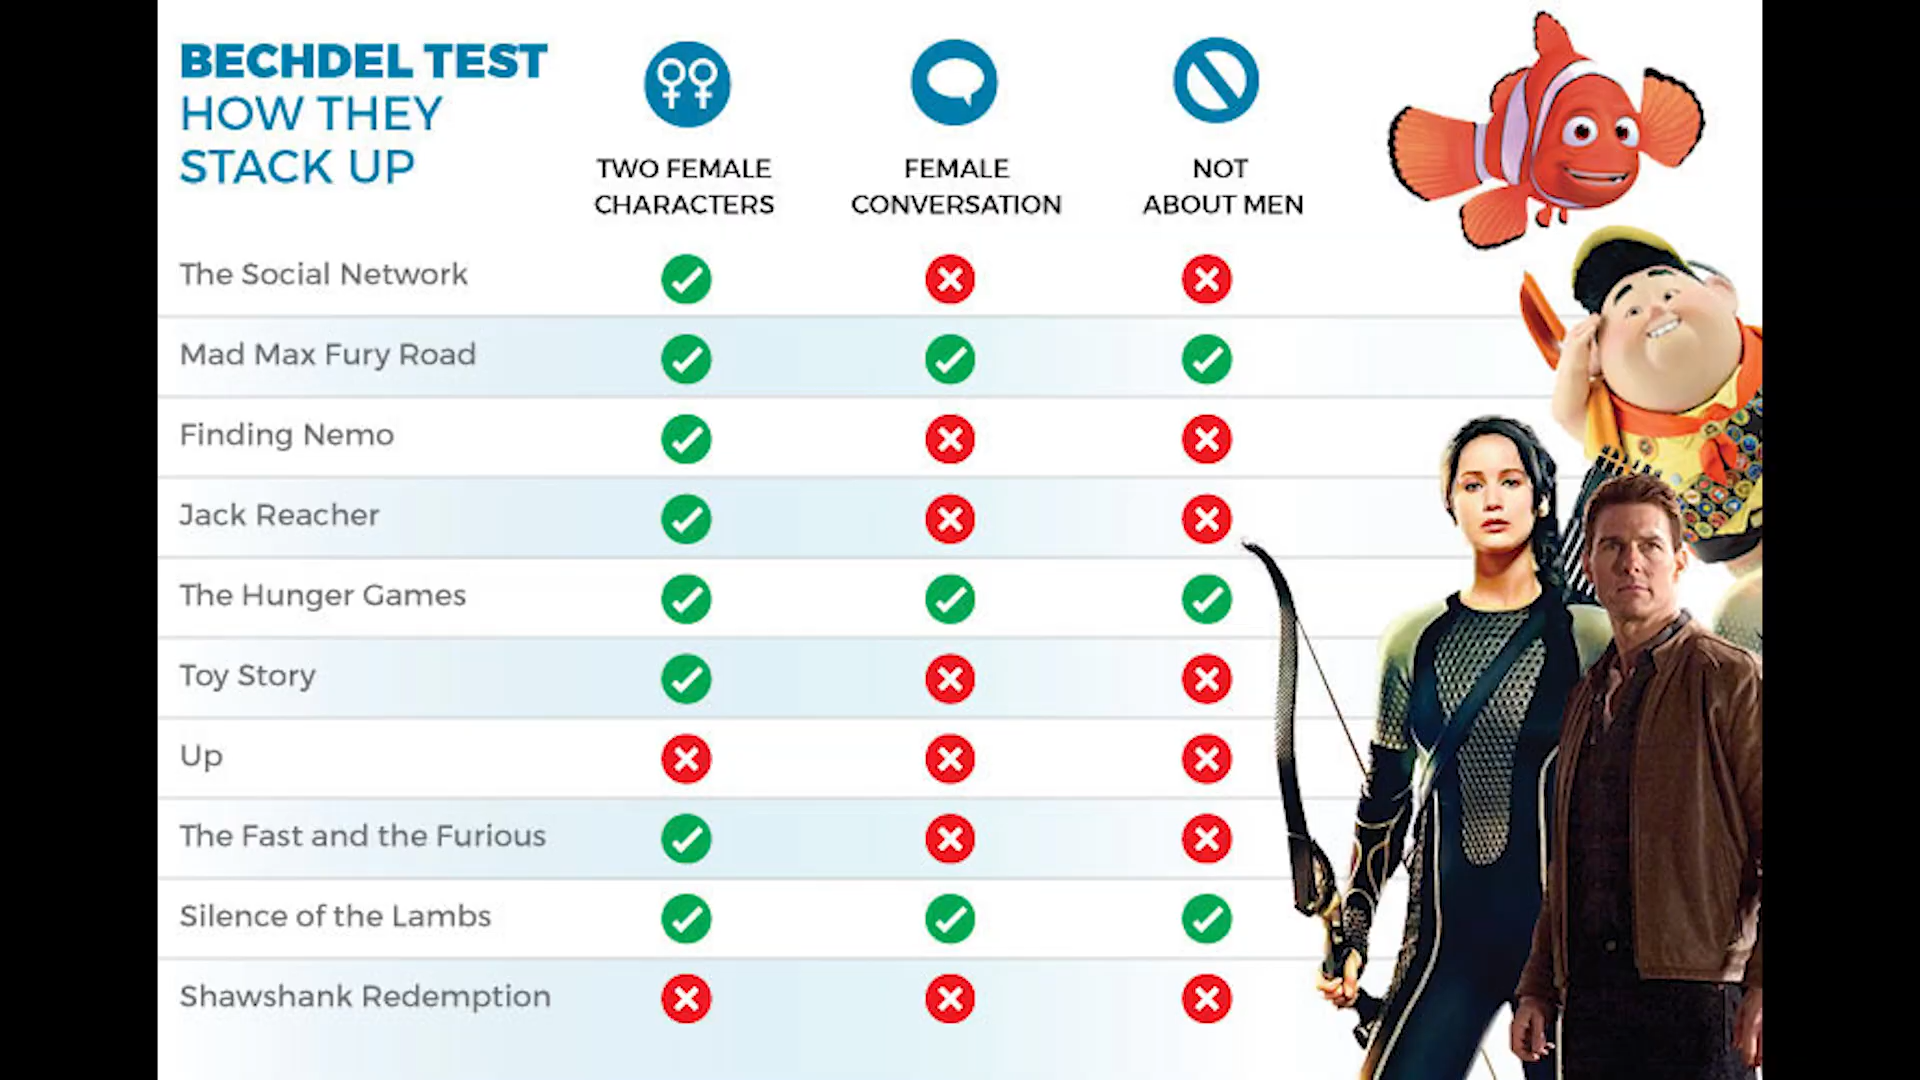 BECHDEL TEST
HOW THEY
STACK UP
TWO FEMALE
CHARACTERS
FEMALE
CONVERSATION
NOT
ABOUT MEN
The Social Network
Mad Max Fury Road
Finding Nemo
Jack Reacher
The Hunger Games
Toy Story
Up
The Fast and the Furious
Silence of the Lambs
Shawshank Redemption